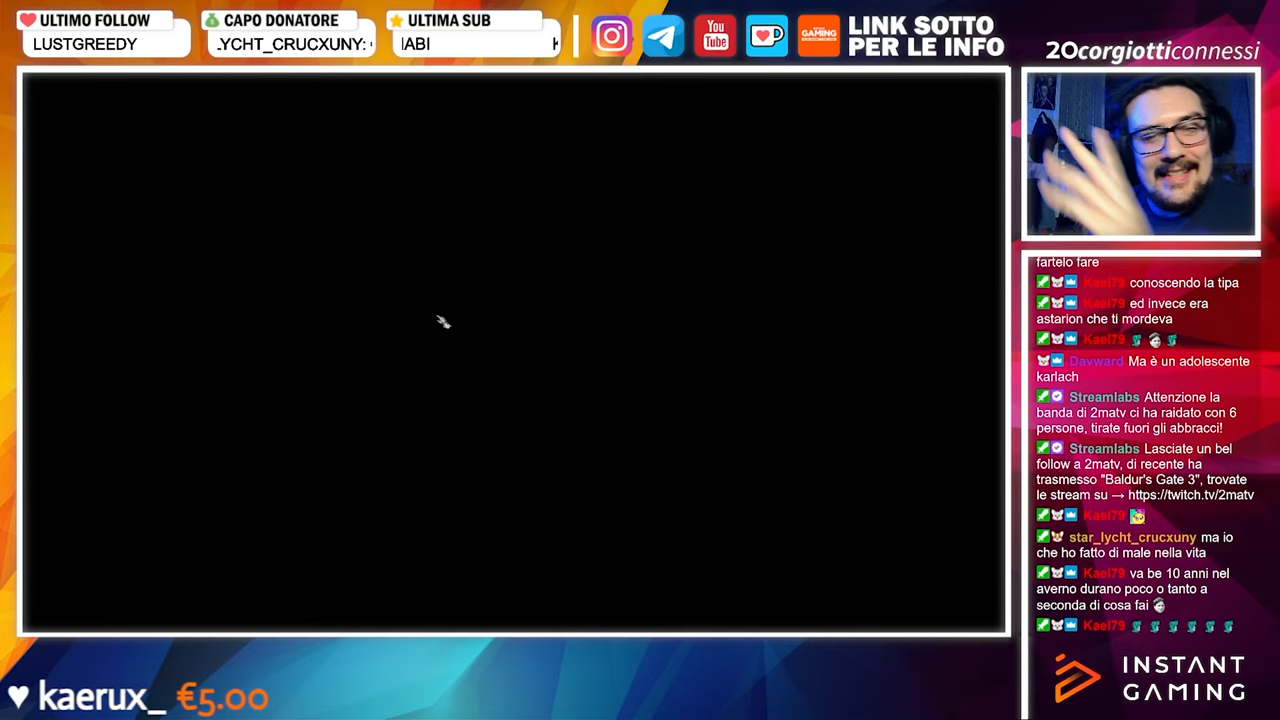 ULTIMO FOLLOW
LUSTGREEDY
CAPO DONATORE
LYCHT_CRUCXUNY:
ULTIMA SUB
IABI
You
Tube
INSTANT
GAMING
LINK SOTTO
PER LE INFO
20corgiotticonnessi
fartelo fare
Kael79 conoscendo la tipa
Kael79 ed invece era
astarion che ti mordeva
Kael79
Davward Ma è un adolescente
karlach
Streamlabs Attenzione la
banda di 2matv ci ha raidato con 6
persone, tirate fuori gli abbracci!
Streamlabs Lasciate un bel
follow a 2matv, di recente ha
trasmesso "Baldur's Gate 3", trovate
le stream su → https://twitch.tv/2matv
Kael79
star_lycht_crucxuny ma io
che ho fatto di male nella vita
Kael79 va be 10 anni nel
averno durano poco o tanto a
seconda di cosa fai
Kael79
♥ kaerux_ €5.00
INSTANT
GAMING